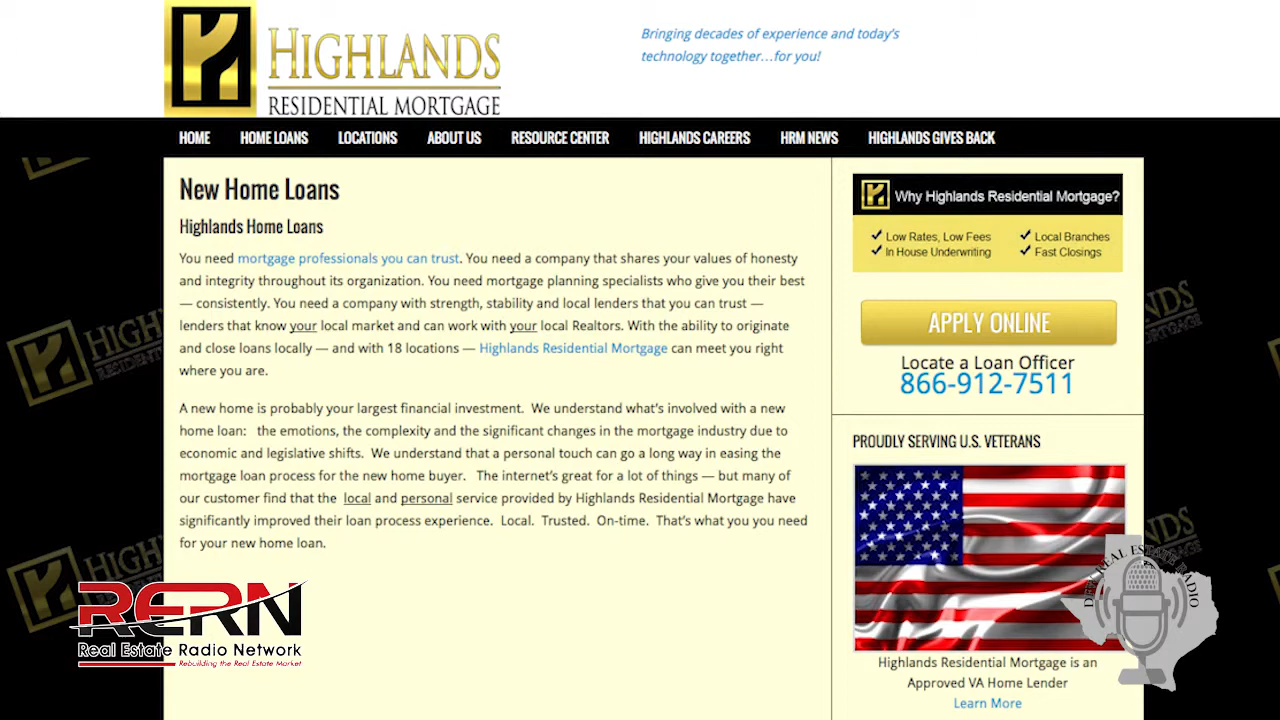 HIGHLANDS
RESIDENTIAL MORTGAGE
Bringing decades of experience and today's
technology together…for you!
HOME HOME LOANS LOCATIONS ABOUT US RESOURCE CENTER HIGHLANDS CAREERS HRM NEWS HIGHLANDS GIVES BACK
New Home Loans
Highlands Home Loans
You need mortgage professionals you can trust. You need a company that shares your values of honesty
and integrity throughout its organization. You need mortgage planning specialists who give you their best
— consistently. You need a company with strength, stability and local lenders that you can trust —
lenders that know your local market and can work with your local Realtors. With the ability to originate
and close loans locally — and with 18 locations — Highlands Residential Mortgage can meet you right
where you are.
A new home is probably your largest financial investment. We understand what's involved with a new
home loan: the emotions, the complexity and the significant changes in the mortgage industry due to
economic and legislative shifts. We understand that a personal touch can go a long way in easing the
mortgage loan process for the new home buyer. The internet's great for a lot of things — but many of
our customer find that the local and personal service provided by Highlands Residential Mortgage have
significantly improved their loan process experience. Local. Trusted. On-time. That's what you you need
for your new home loan.
Why Highlands Residential Mortgage?
Low Rates, Low Fees
Local Branches
In House Underwriting
Fast Closings
APPLY ONLINE
Locate a Loan Officer
866-912-7511
PROUDLY SERVING U.S. VETERANS
Highlands Residential Mortgage is an
Approved VA Home Lender
Learn More
RERN
Real Estate Radio Network
Rebuilding the Real Estate Market
REAL ESTATE RADIO